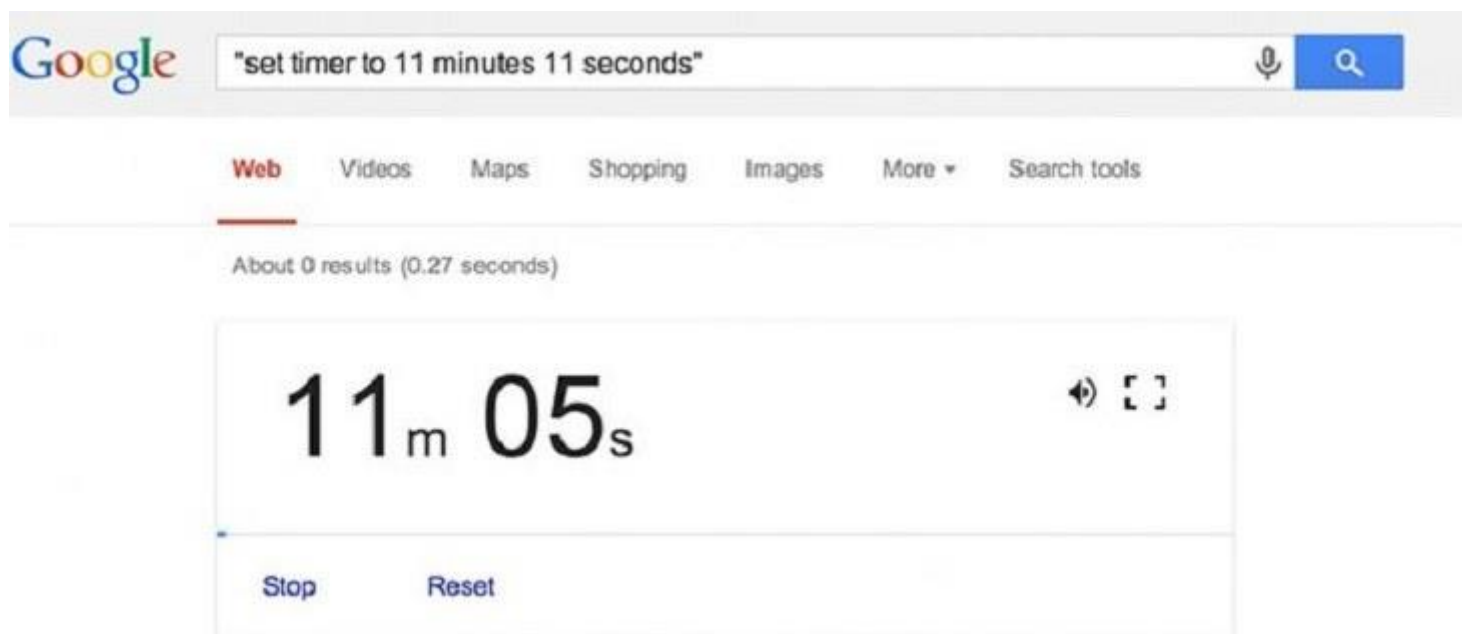 Google "set timer to 11 minutes 11 seconds"
Web Videos Maps Shopping Images More Search tools
About 0 results (0.27 seconds)
11m 05s
Stop Reset